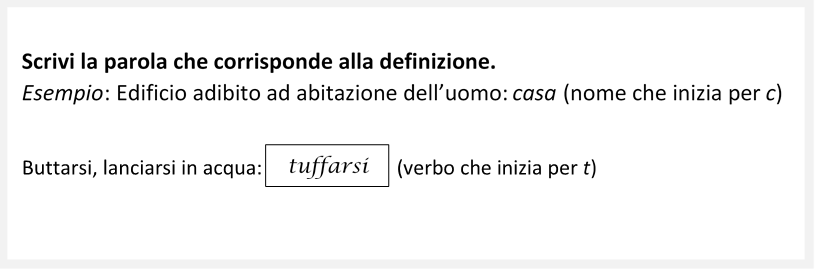 Scrivi la parola che corrisponde alla definizione.
Esempio: Edificio adibito ad abitazione dell’uomo: casa (nome che inizia per c)
Buttarsi, lanciarsi in acqua: tuffarsi (verbo che inizia per t)